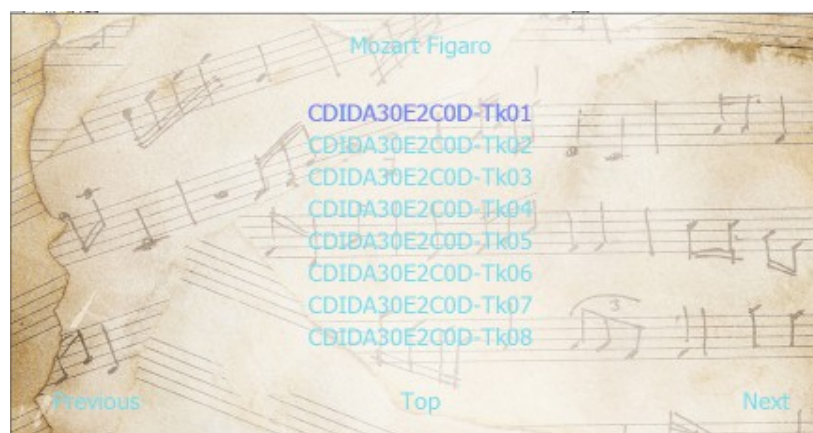 Mozart Figaro
CDIDA30E2C0D-Tk01
CDIDA30E2C0D-Tk02
CDIDA30E2C0D-Tk03
CDIDA30E2C0D-Tk04
CDIDA30E2C0D-Tk05
CDIDA30E2C0D-Tk06
CDIDA30E2C0D-Tk07
CDIDA30E2C0D-Tk08
3
Previous Top Next